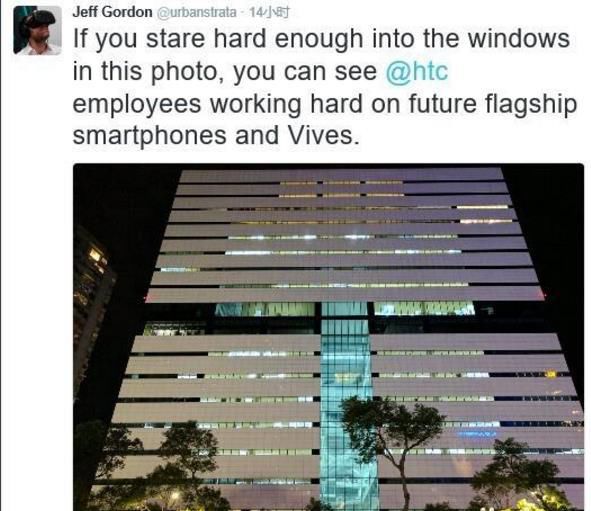 Jeff Gordon @urbanstrata · 14小时
If you stare hard enough into the windows
in this photo, you can see @htc
employees working hard on future flagship
smartphones and Vives.